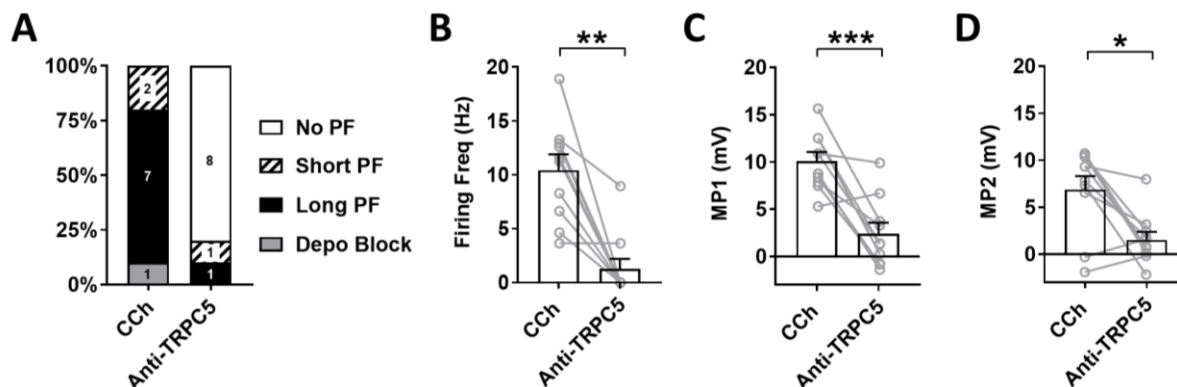 A
100%
75%
50%
25%
0%
2
7
1
8
1
1
CCh
Anti-TRPC5
No PF
Short PF
Long PF
Depo Block
B
**
Firing Freq (Hz)
20
15
10
5
0
CCh
Anti-TRPC5
C
***
MP1 (mV)
20
15
10
5
0
CCh
Anti-TRPC5
D
*
MP2 (mV)
20
15
10
5
0
CCh
Anti-TRPC5